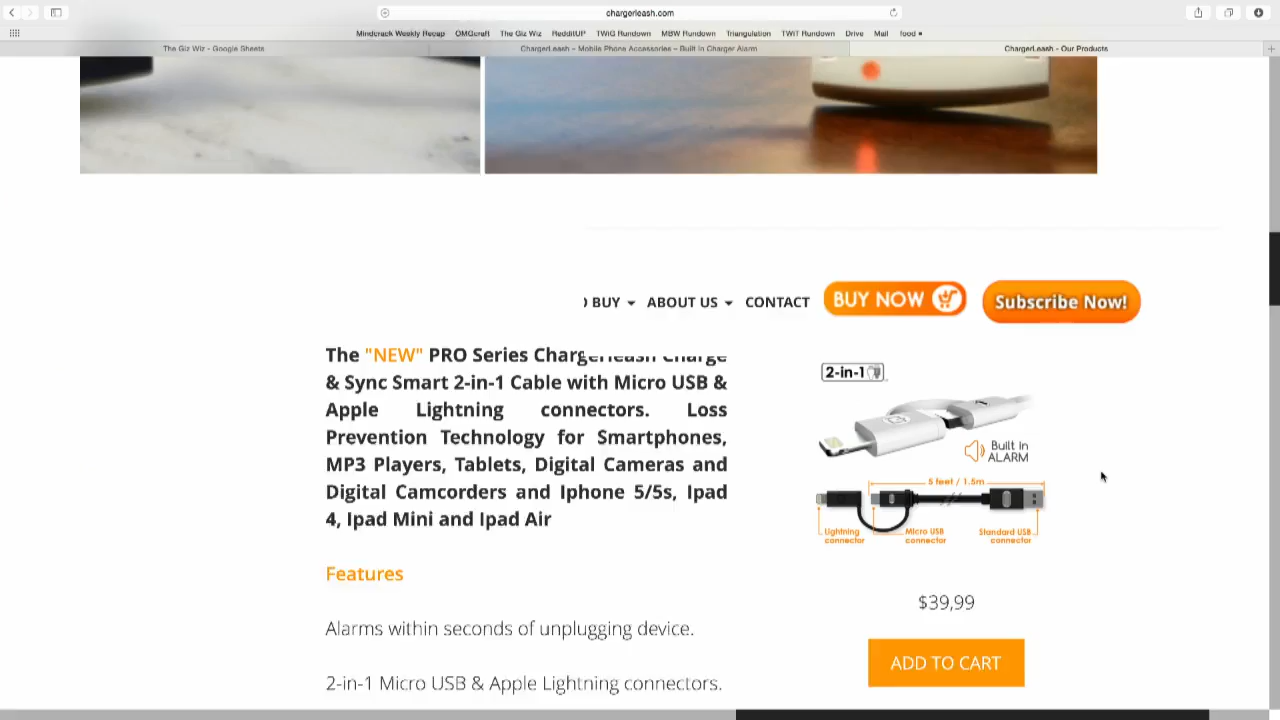 chargerleash.com
Mindcrack Weekly Recap OMGcraft The Giz Wiz RedditUP TWiG Rundown MBW Rundown Triangulation TWiT Rundown Drive Mail food
The Giz Wiz - Google Sheets ChargerLeash – Mobile Phone Accessories – Built In Charger Alarm ChargerLeash - Our Products
BUY ABOUT US CONTACT BUY NOW Subscribe Now!
The "NEW" PRO Series Chargerleash Charge
& Sync Smart 2-in-1 Cable with Micro USB &
Apple Lightning connectors. Loss
Prevention Technology for Smartphones,
MP3 Players, Tablets, Digital Cameras and
Digital Camcorders and Iphone 5/5s, Ipad
4, Ipad Mini and Ipad Air
Features
Alarms within seconds of unplugging device.
2-in-1 Micro USB & Apple Lightning connectors.
2-in-1
Built in
ALARM
5 feet / 1.5m
Lightning
connector
Micro USB
connector
Standard USB
connector
$39,99
ADD TO CART